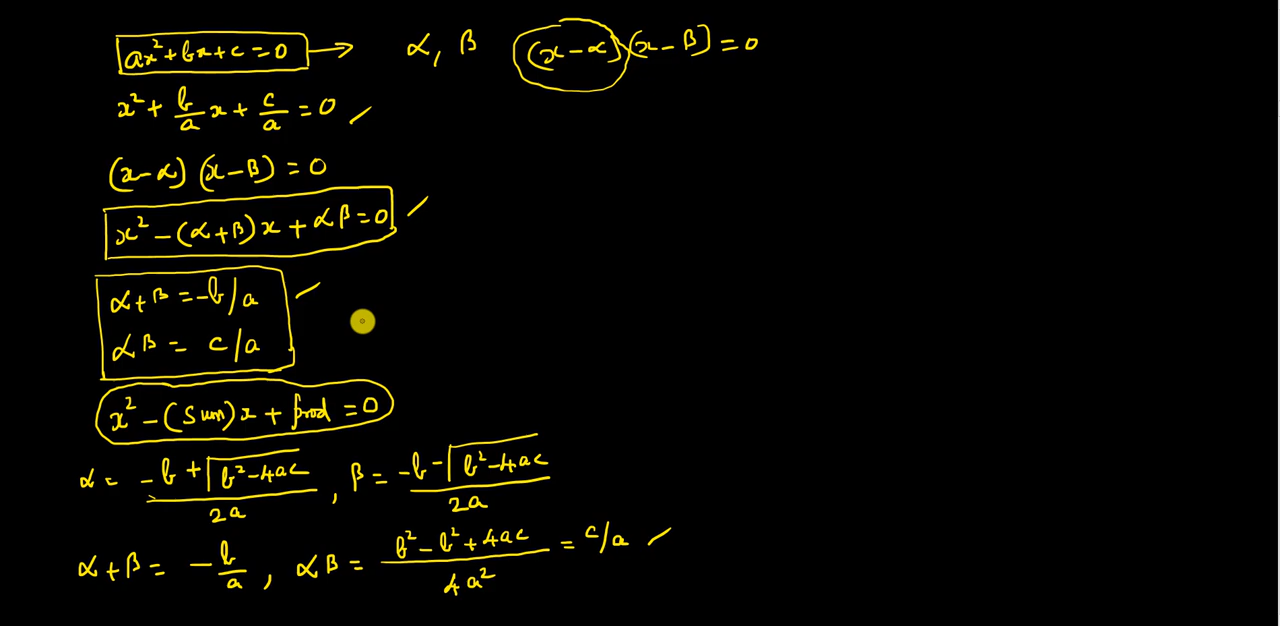 ax² + bx + c = 0 → α, β (x - α)(x - β) = 0
x² + b/a x + c/a = 0
(x - α) (x - β) = 0
x² - (α + β)x + αβ = 0
α + β = -b/a
αβ = c/a
x² - (Sum)x + prod = 0
α = -b + √b² - 4ac / 2a , β = -b - √b² - 4ac / 2a
α + β = -b/a , αβ = b² - b² + 4ac / 4a² = c/a